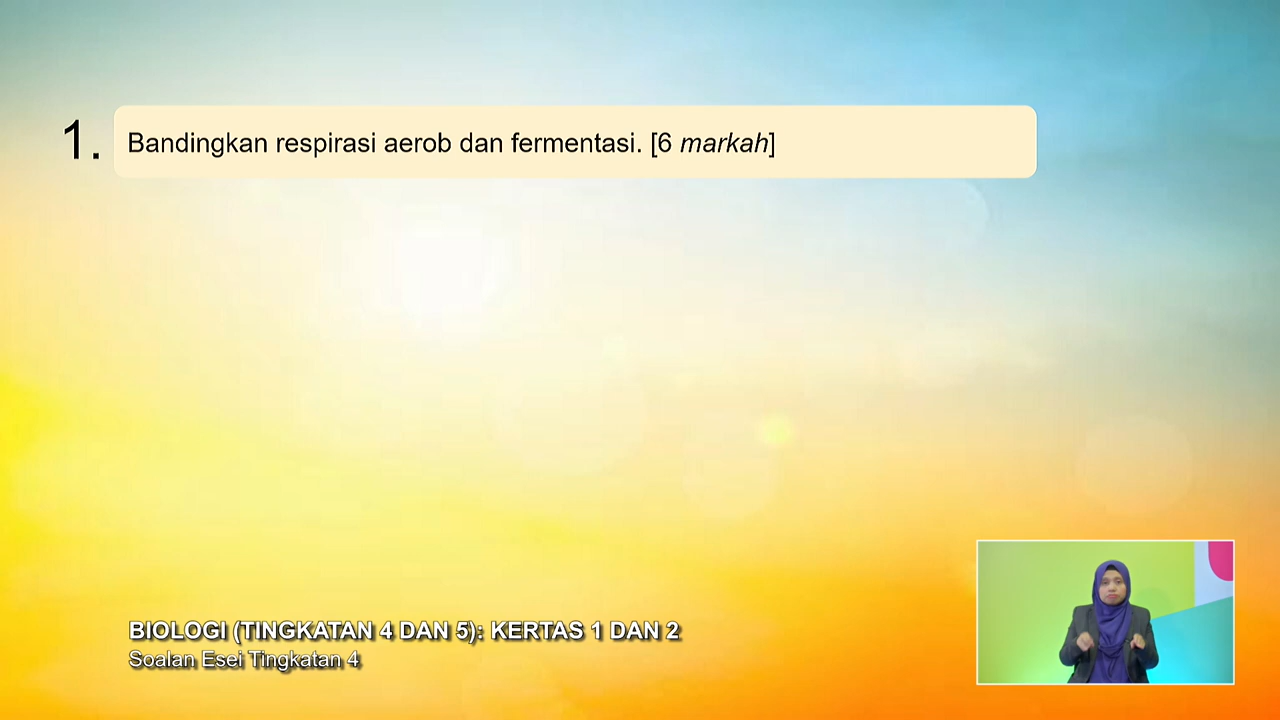 1. Bandingkan respirasi aerob dan fermentasi. [6 markah]
BIOLOGI (TINGKATAN 4 DAN 5): KERTAS 1 DAN 2
Soalan Esei Tingkatan 4